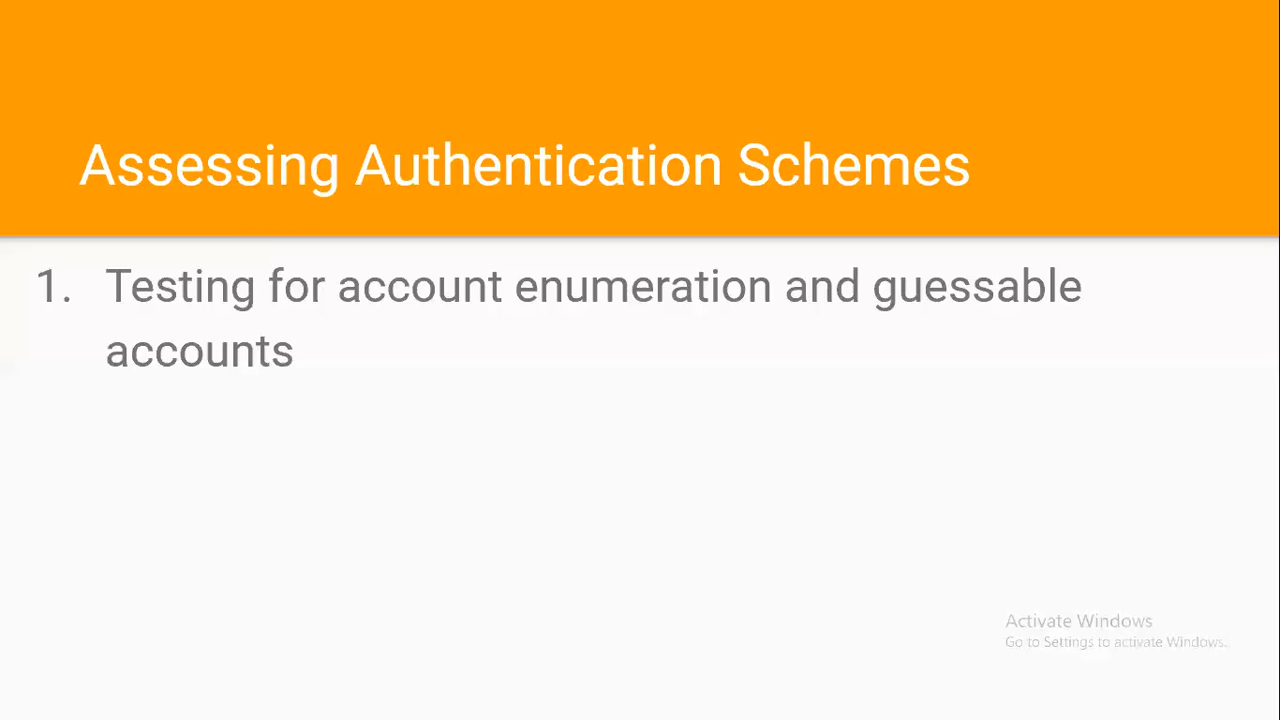 Assessing Authentication Schemes
1. Testing for account enumeration and guessable
accounts
Activate Windows
Go to Settings to activate Windows.